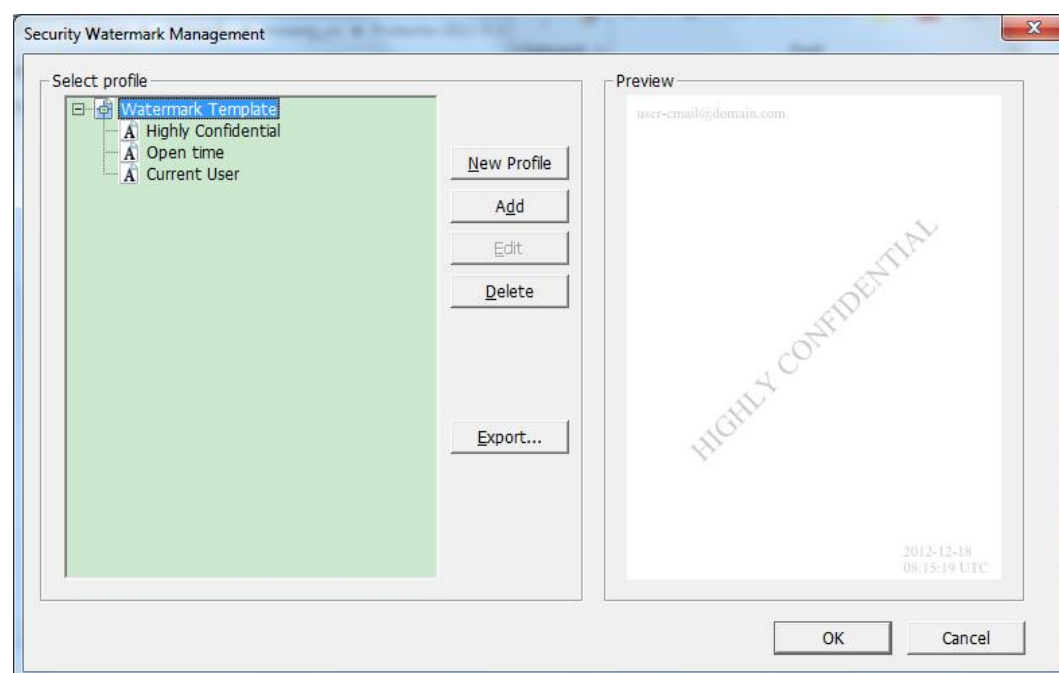 Security Watermark Management
Select profile
Watermark Template
Highly Confidential
Open time
Current User
New Profile
Add
Edit
Delete
Export...
Preview
user-email@domain.com
HIGHLY CONFIDENTIAL
2012-12-18
08:15:19 UTC
OK
Cancel